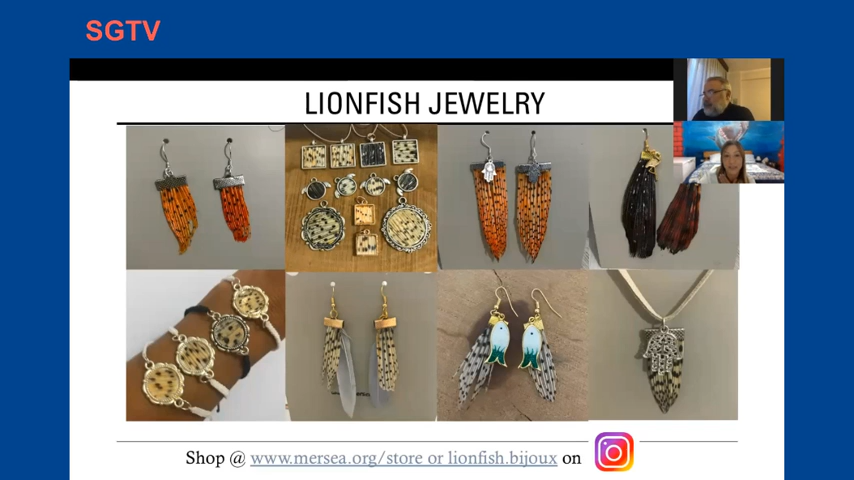 SGTV
LIONFISH JEWELRY
Shop @ www.mersea.org/store or lionfish.bijoux on